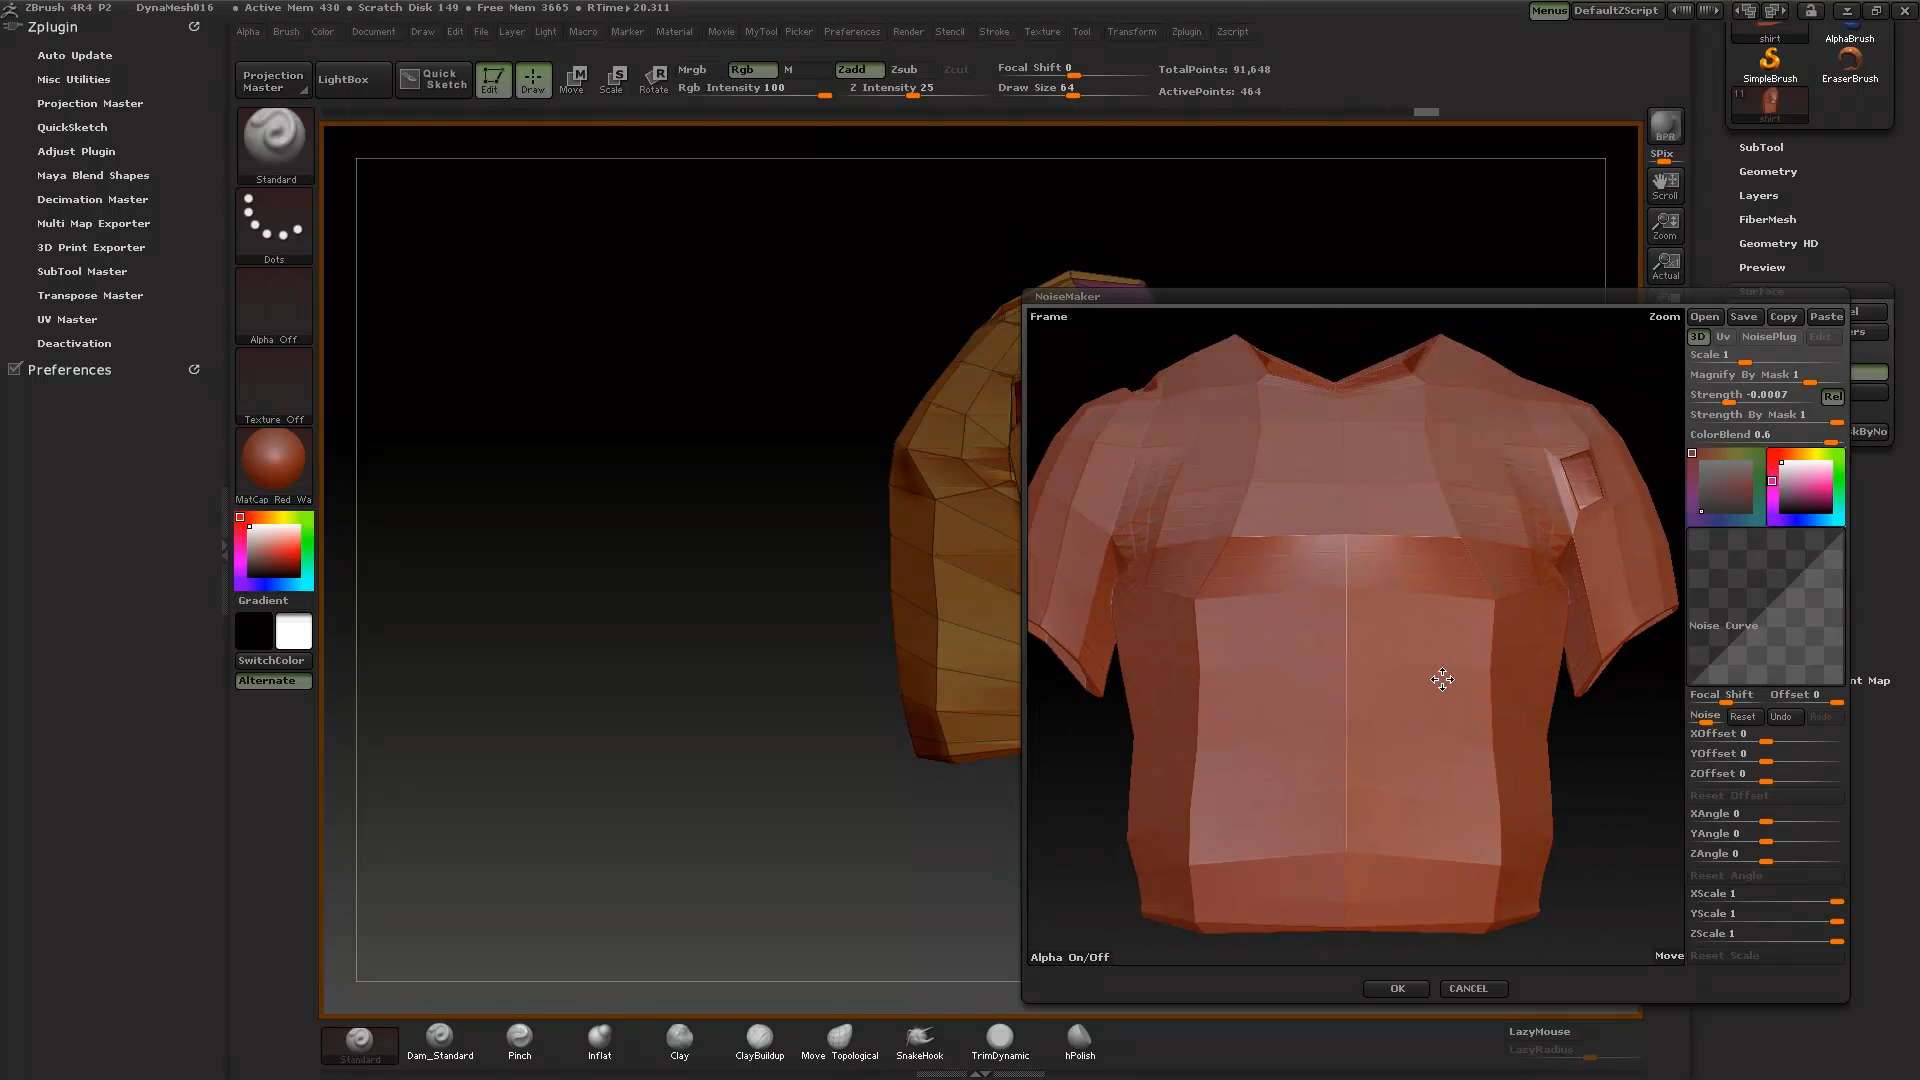 ZBrush 4R4 P2 DynaMesh016 • Active Mem 430 • Scratch Disk 149 • Free Mem 3665 • RTime▶20.311 Menus DefaultZScript
Zplugin
Alpha Brush Color Document Draw Edit File Layer Light Macro Marker Material Movie MyTool Picker Preferences Render Stencil Stroke Texture Tool Transform Zplugin Zscript
shirt AlphaBrush
SimpleBrush EraserBrush
11
shirt
Auto Update
Misc Utilities
Projection Master
QuickSketch
Adjust Plugin
Maya Blend Shapes
Decimation Master
Multi Map Exporter
3D Print Exporter
SubTool Master
Transpose Master
UV Master
Deactivation
Preferences
Projection Master
LightBox
Quick Sketch
Edit Draw Move Scale Rotate
Mrgb Rgb M Zadd Zsub Zcut
Rgb Intensity 100 Z Intensity 25
Focal Shift 0
Draw Size 64
TotalPoints: 91,648
ActivePoints: 464
Standard
Dots
Alpha Off
Texture Off
MatCap Red Wa
Gradient
SwitchColor
Alternate
BPR
SPix
Scroll
Zoom
Actual
SubTool
Geometry
Layers
FiberMesh
Geometry HD
Preview
Surface
NoiseMaker
Frame Zoom
Open Save Copy Paste
3D Uv NoisePlug Edit
Scale 1
Magnify By Mask 1
Strength -0.0007 Rel
Strength By Mask 1
ColorBlend 0.6
Noise Curve
Focal Shift Offset 0
Noise Reset Undo Redo
XOffset 0
YOffset 0
ZOffset 0
Reset Offset
XAngle 0
YAngle 0
ZAngle 0
Reset Angle
XScale 1
YScale 1
ZScale 1
Reset Scale
Alpha On/Off Move
OK CANCEL
el
ers
skByNo
nt Map
Standard Dam_Standard Pinch Inflat Clay ClayBuildup Move Topological SnakeHook TrimDynamic hPolish
LazyMouse
LazyRadius